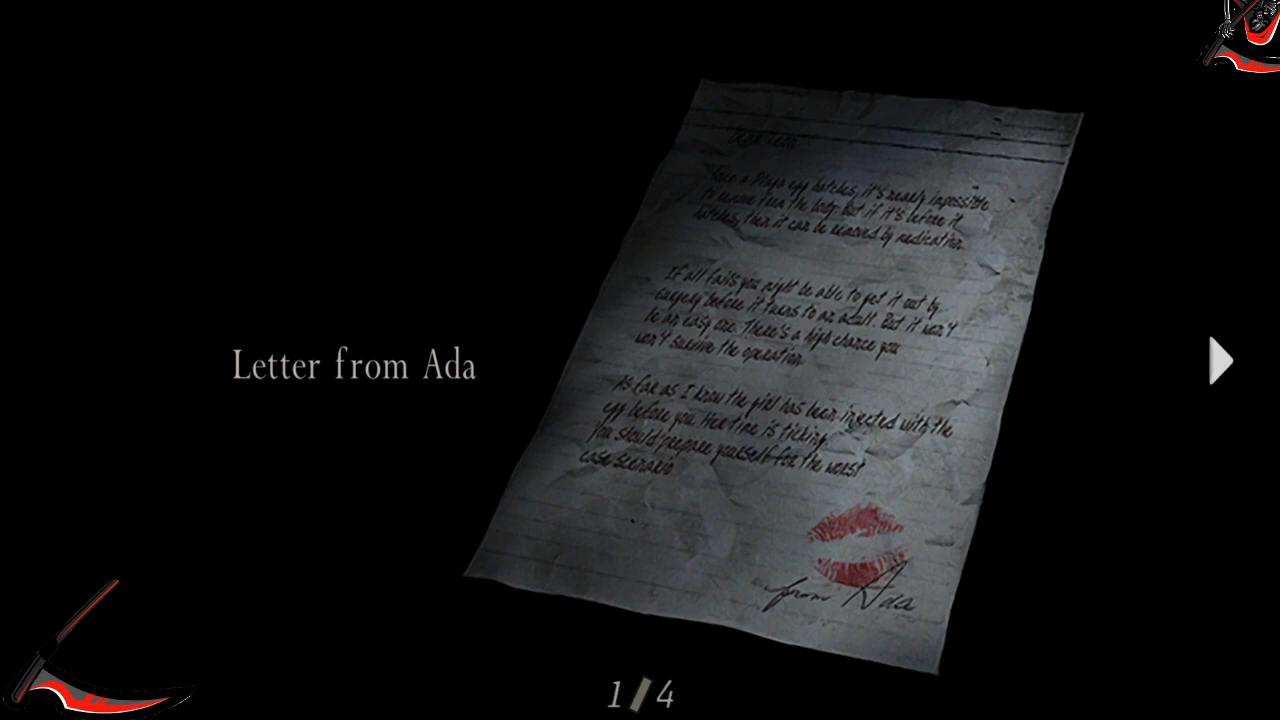 Letter from Ada
Dear Leon
Once a Plaga egg hatches, it's nearly impossible
to remove from the body. But if it's before it
hatches, then it can be removed by medication.
If all fails you might be able to get it out by
surgery before it turns to an adult. But it won't
be an easy one. There's a high chance you
won't survive the operation.
As far as I know the girl has been injected with the
egg before you. Her time is ticking.
You should prepare yourself for the worst
case scenario
from Ada
1/4